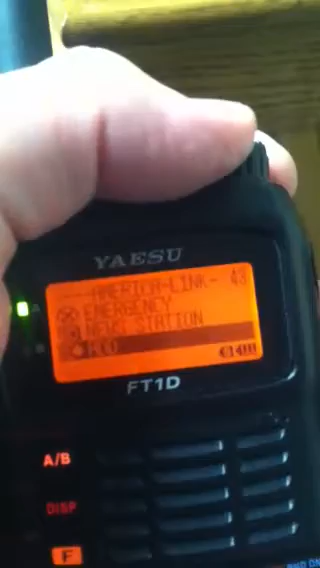 YAESU
AMERICA-LINK- 43
EMERGENCY
NEWS STATION
FT1D
A/B
DISP
F